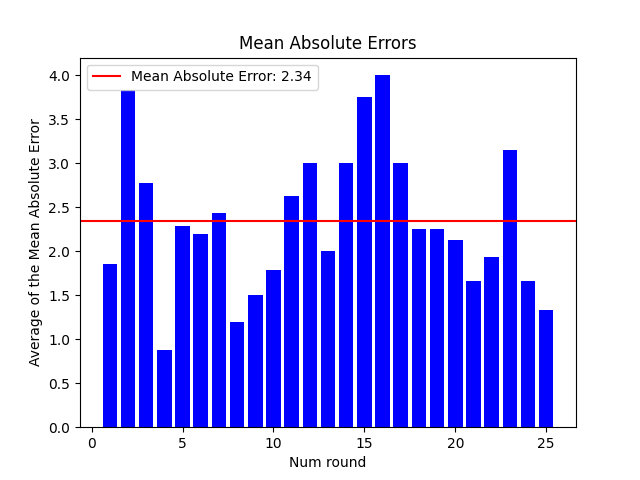 Mean Absolute Errors
Mean Absolute Error: 2.34
4.0
3.5
3.0
2.5
2.0
1.5
1.0
0.5
0.0
Average of the Mean Absolute Error
0 5 10 15 20 25
Num round